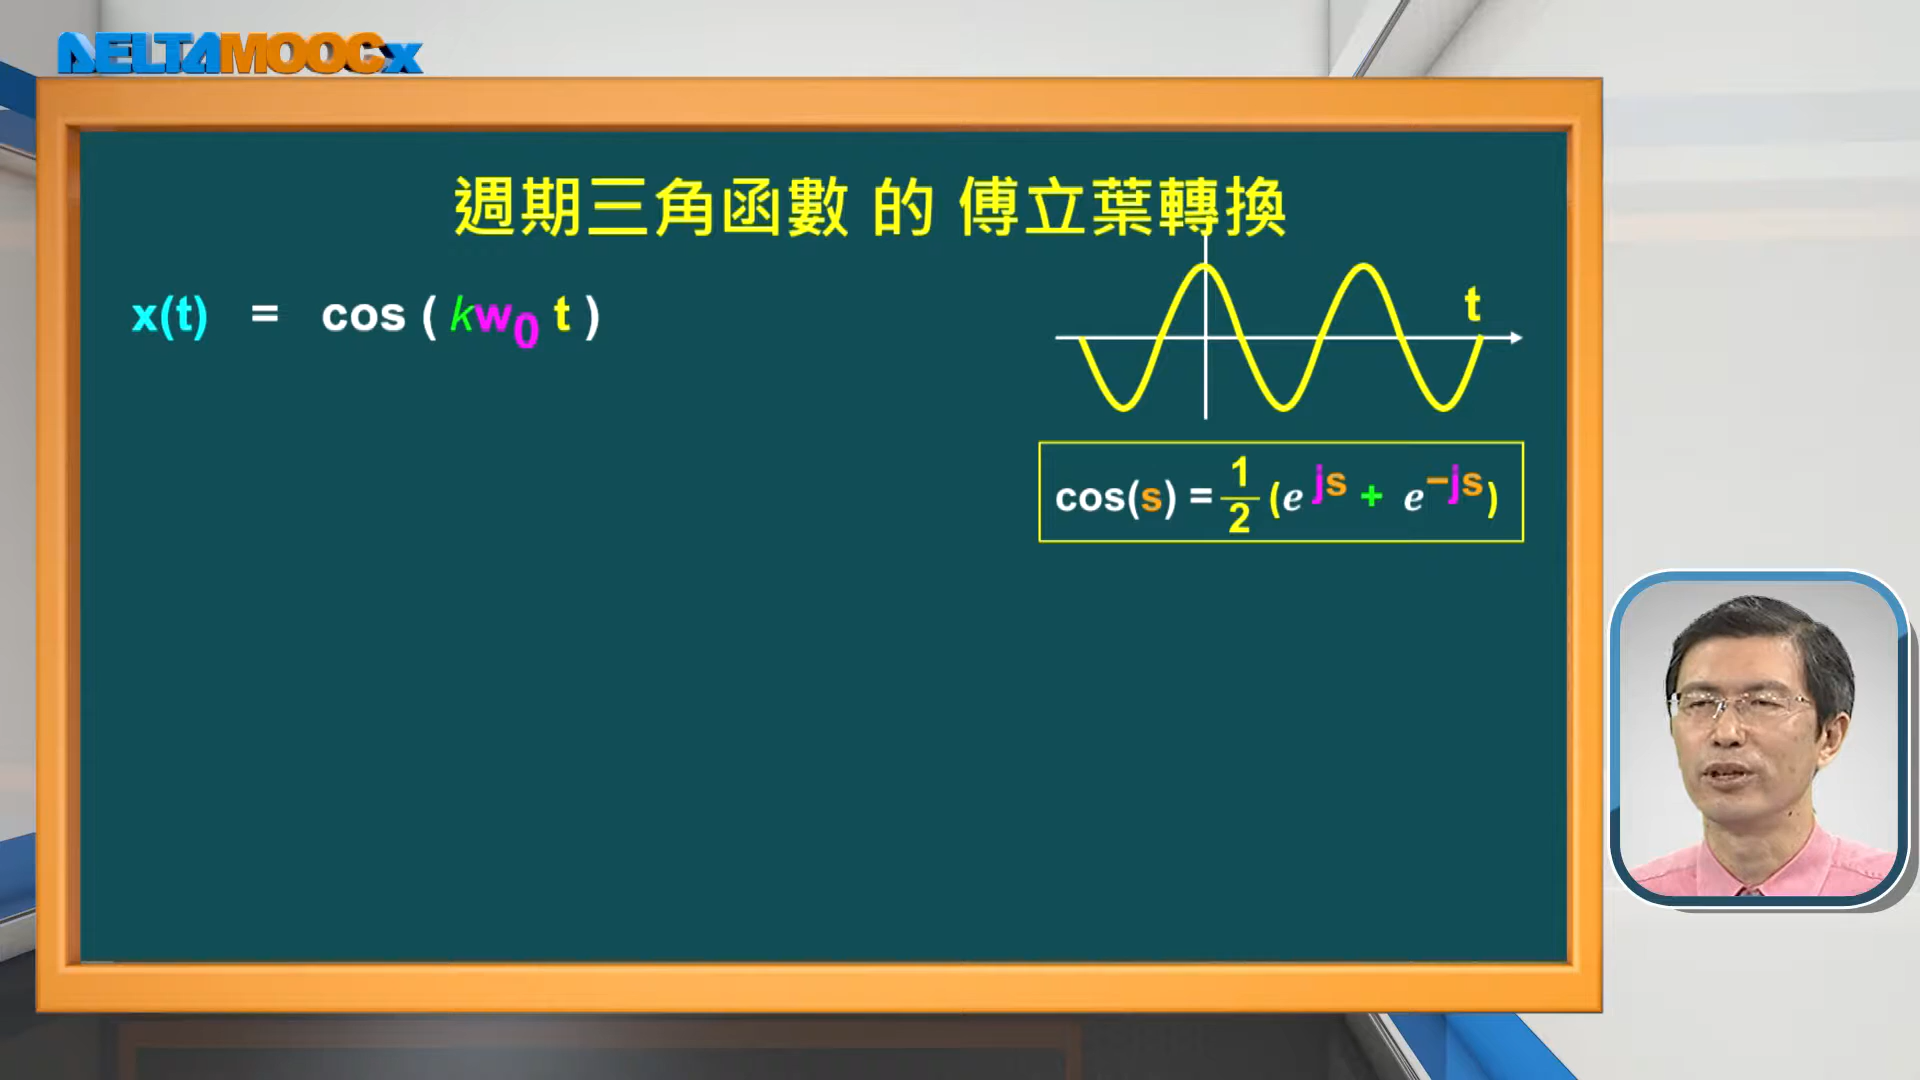 DELTAMOOCx
週期三角函數 的 傅立葉轉換
x(t) = cos ( kw₀ t )
t
cos(s) = 1/2 (e^js + e^−js)